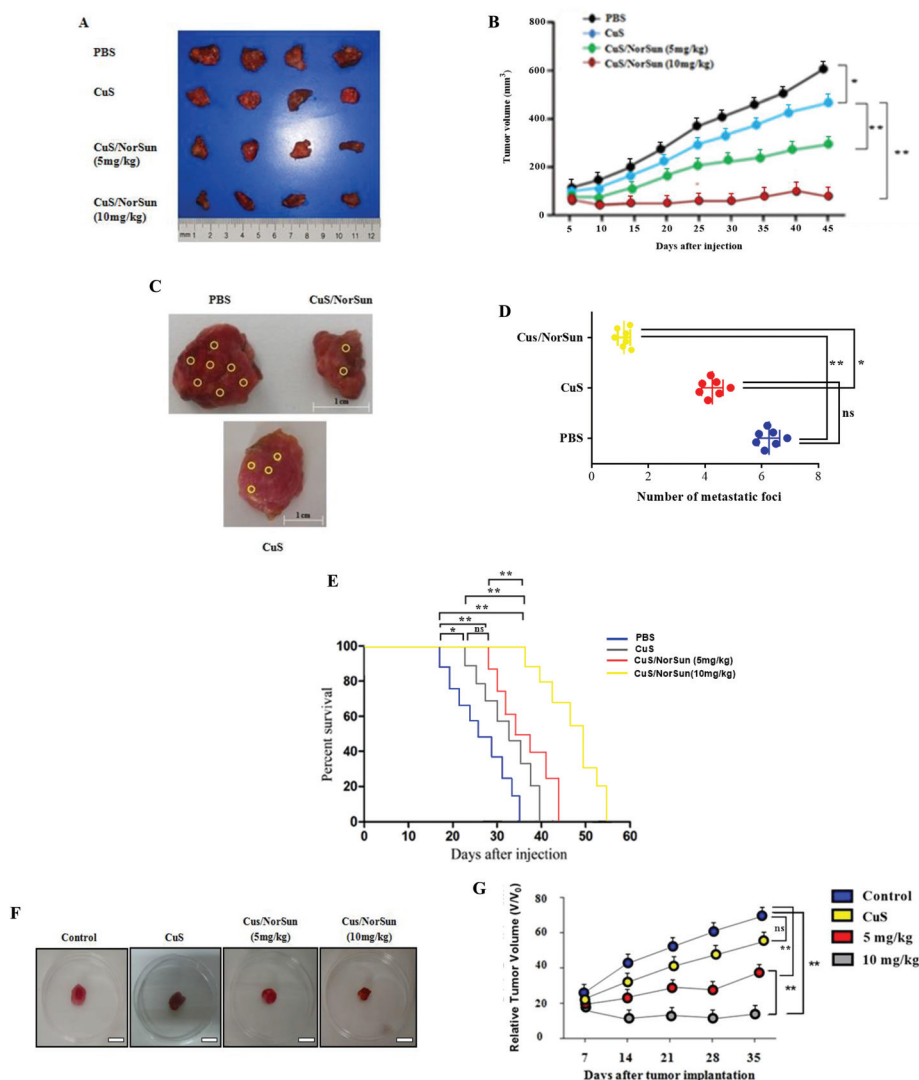 A
PBS
CuS
CuS/NorSun
(5mg/kg)
CuS/NorSun
(10mg/kg)
mm 1 2 3 4 5 6 7 8 9 10 11 12
B
PBS
CuS
CuS/NorSun (5mg/kg)
CuS/NorSun (10mg/kg)
Tumor volume (mm³)
800
600
400
200
0
*
**
**
5 10 15 20 25 30 35 40 45
Days after injection
C
PBS CuS/NorSun
1 cm
1 cm
CuS
D
Cus/NorSun
CuS
PBS
**
*
ns
0 2 4 6 8
Number of metastatic foci
E
**
**
**
**
* ns
PBS
CuS
CuS/NorSun (5mg/kg)
CuS/NorSun(10mg/kg)
Percent survival
100
80
60
40
20
0
0 10 20 30 40 50 60
Days after injection
F
Control
CuS
Cus/NorSun
(5mg/kg)
Cus/NorSun
(10mg/kg)
G
Relative Tumor Volume (V/V₀)
80
60
40
20
0
ns
**
**
**
Control
CuS
5 mg/kg
10 mg/kg
7 14 21 28 35
Days after tumor implantation